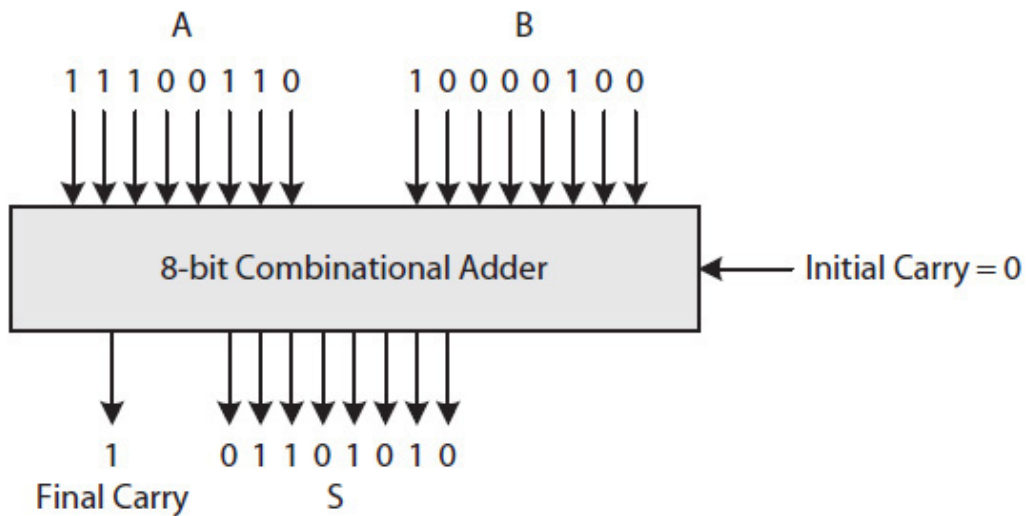 A B
1 1 1 0 0 1 1 0 1 0 0 0 0 1 0 0
8-bit Combinational Adder
Initial Carry = 0
1 0 1 1 0 1 0 1 0
Final Carry S